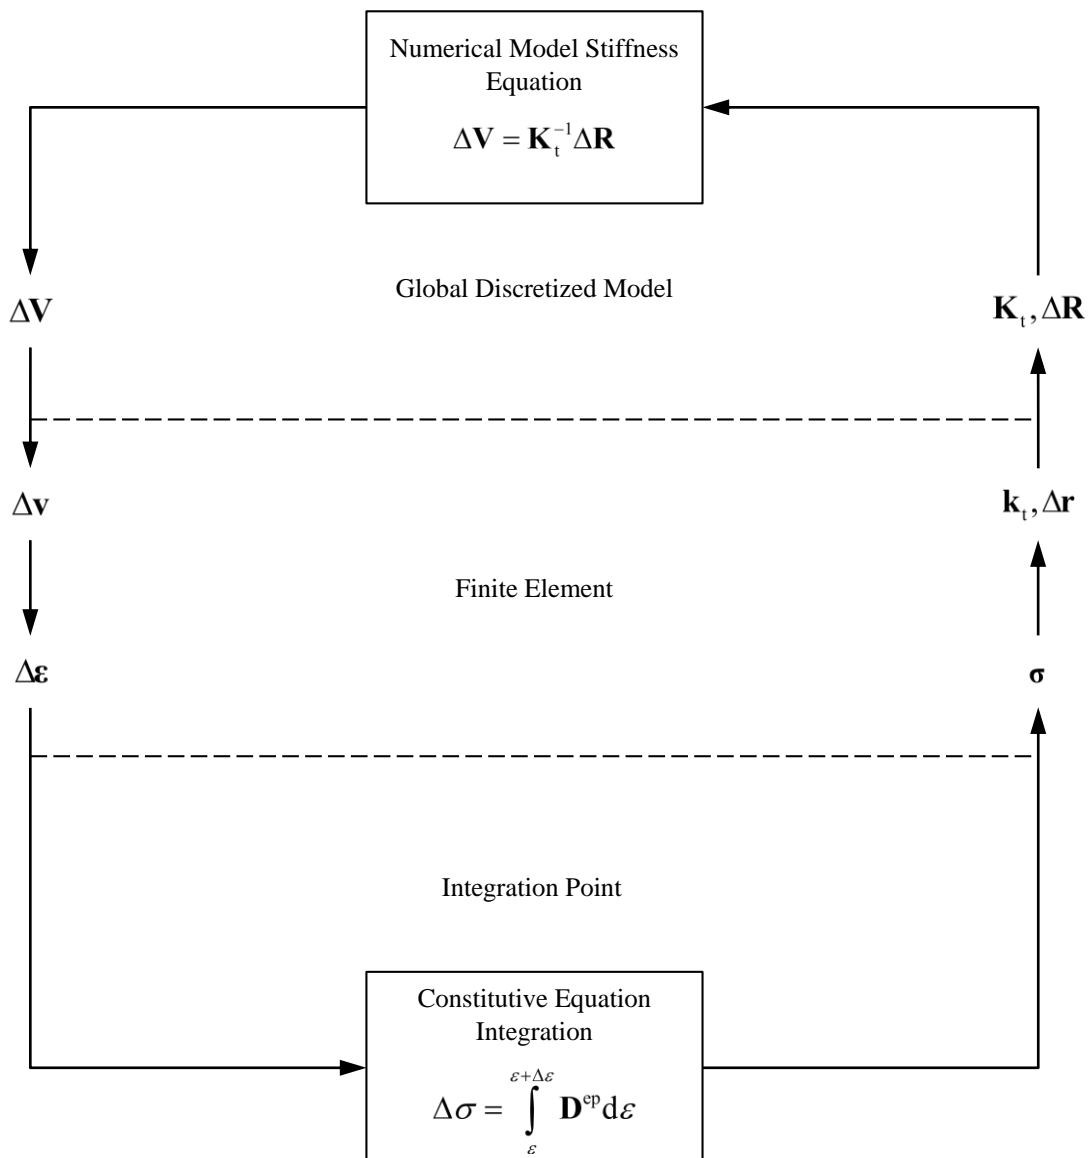 Numerical Model Stiffness
Equation
ΔV = K_t^{-1} ΔR
Global Discretized Model
ΔV
K_t, ΔR
Δv
k_t, Δr
Finite Element
Δε
σ
Integration Point
Constitutive Equation
Integration
Δσ = ∫_{ε}^{ε+Δε} D^{ep} dε